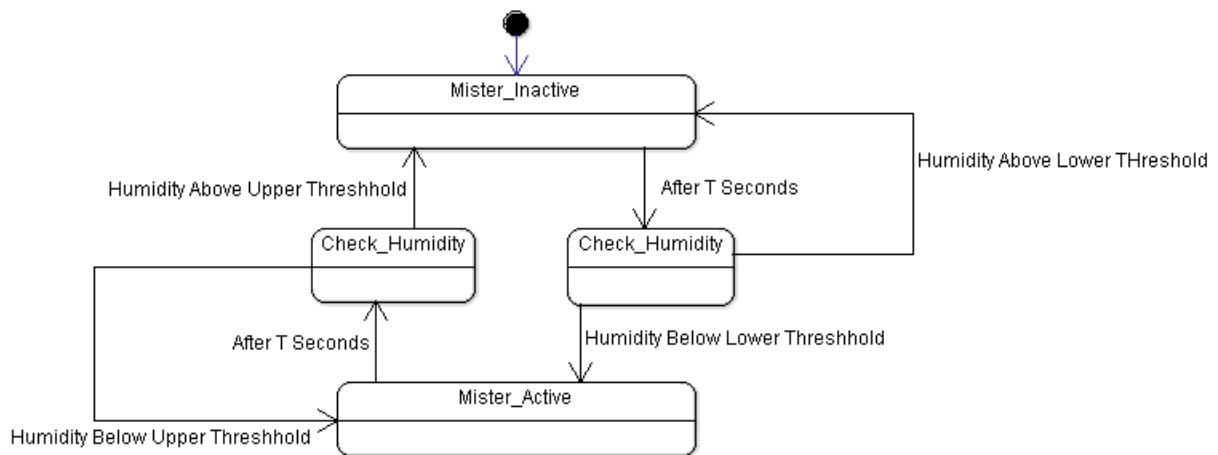 Mister_Inactive
Humidity Above Lower THreshold
Humidity Above Upper Threshhold
After T Seconds
Check_Humidity
Check_Humidity
After T Seconds
Humidity Below Lower Threshhold
Mister_Active
Humidity Below Upper Threshhold